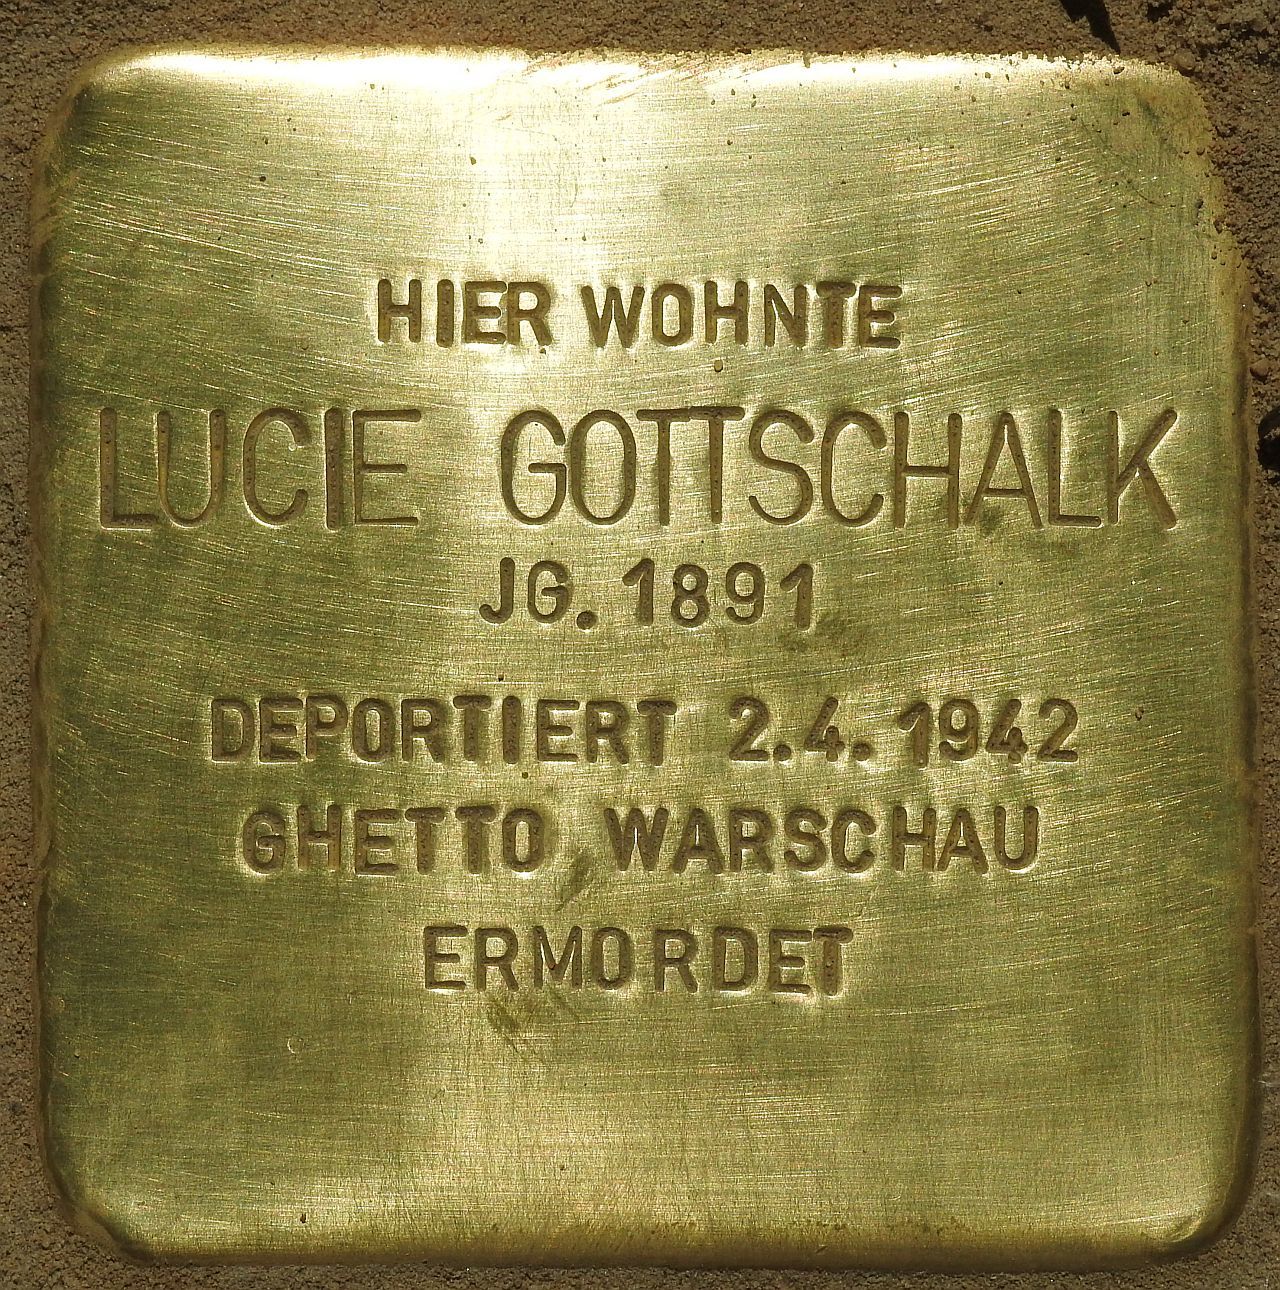 HIER WOHNTE
LUCIE GOTTSCHALK
JG. 1891
DEPORTIERT 2.4.1942
GHETTO WARSCHAU
ERMORDET